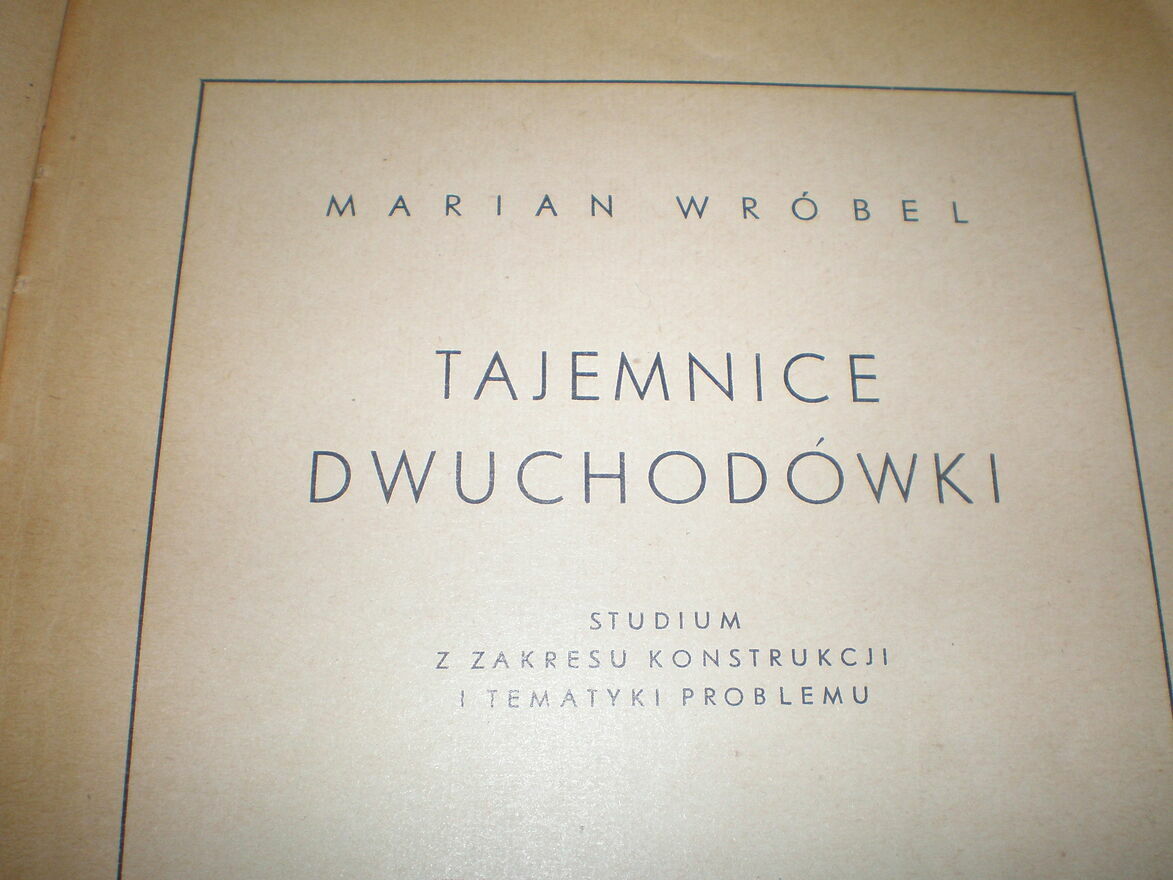 MARIAN WRÓBEL
TAJEMNICE
DWUCHODÓWKI
STUDIUM
Z ZAKRESU KONSTRUKCJI
I TEMATYKI PROBLEMU